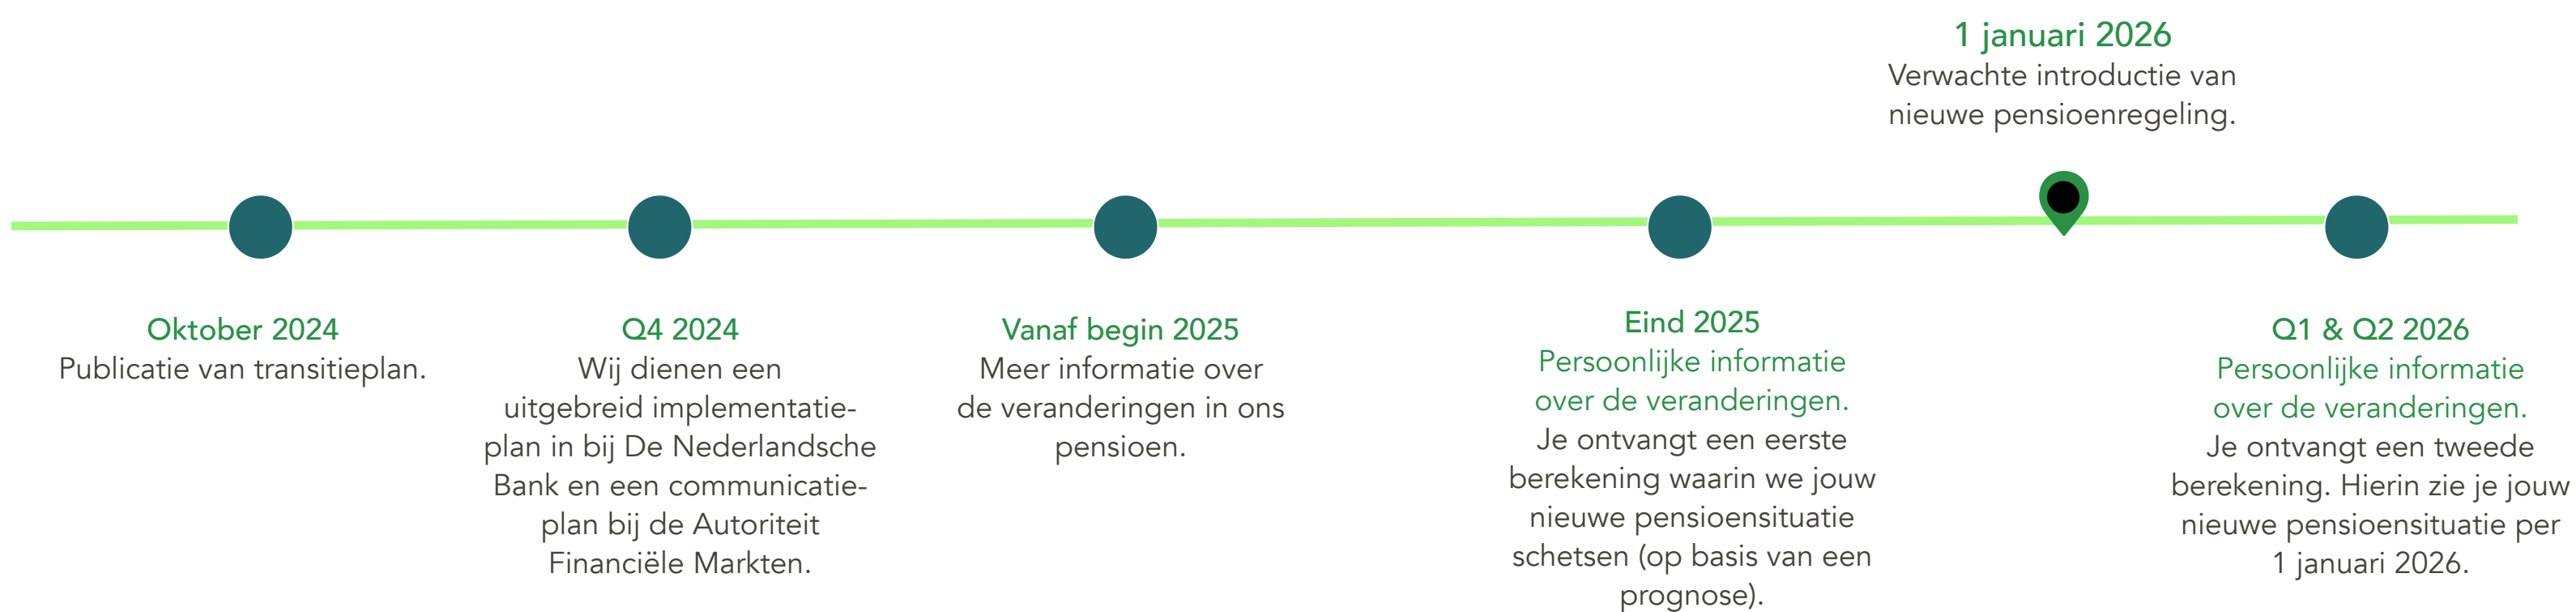 1 januari 2026
Verwachte introductie van
nieuwe pensioenregeling.
Oktober 2024
Publicatie van transitieplan.
Q4 2024
Wij dienen een
uitgebreid implementatie-
plan in bij De Nederlandsche
Bank en een communicatie-
plan bij de Autoriteit
Financiële Markten.
Vanaf begin 2025
Meer informatie over
de veranderingen in ons
pensioen.
Eind 2025
Persoonlijke informatie
over de veranderingen.
Je ontvangt een eerste
berekening waarin we jouw
nieuwe pensioensituatie
schetsen (op basis van een
prognose).
Q1 & Q2 2026
Persoonlijke informatie
over de veranderingen.
Je ontvangt een tweede
berekening. Hierin zie je jouw
nieuwe pensioensituatie per
1 januari 2026.